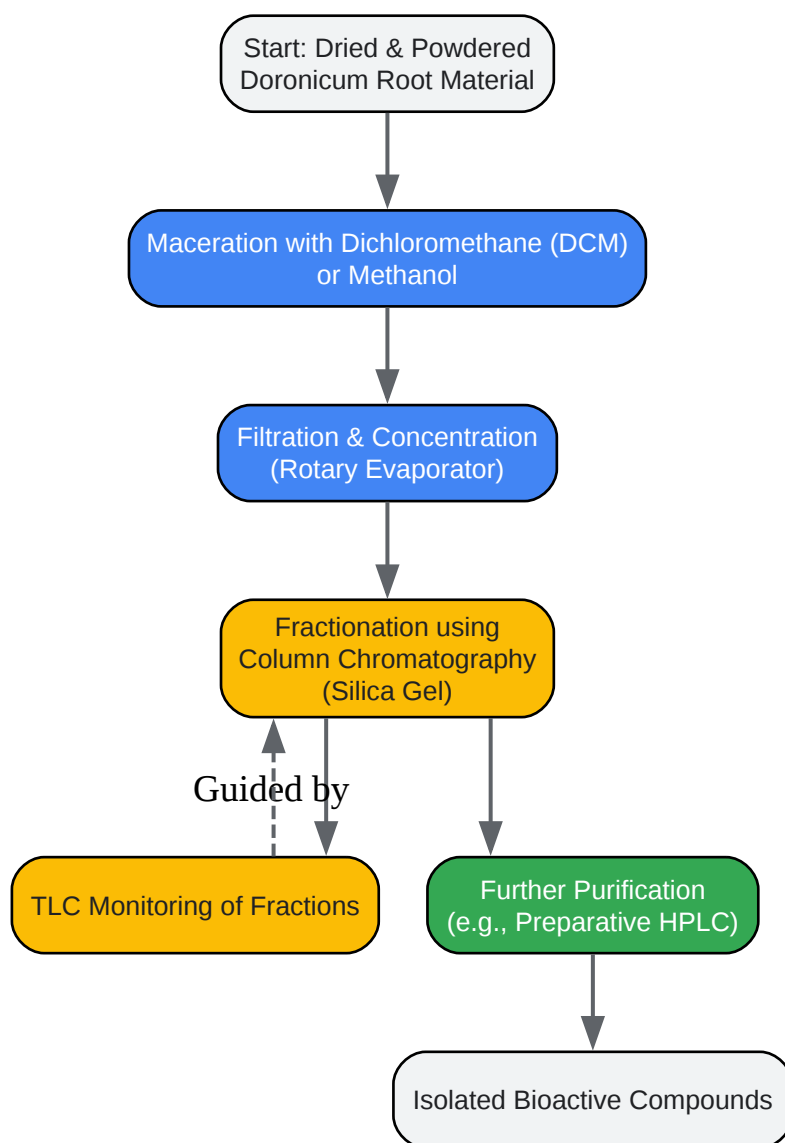 Start: Dried & Powdered
Doronicum Root Material
Maceration with Dichloromethane (DCM)
or Methanol
Filtration & Concentration
(Rotary Evaporator)
Fractionation using
Column Chromatography
(Silica Gel)
Guided by
TLC Monitoring of Fractions
Further Purification
(e.g., Preparative HPLC)
Isolated Bioactive Compounds